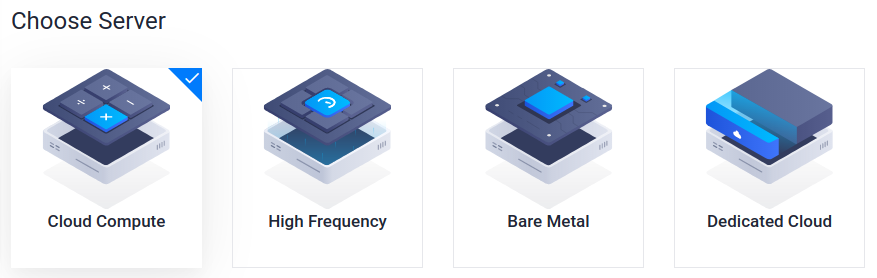 Choose Server
Cloud Compute
High Frequency
Bare Metal
Dedicated Cloud